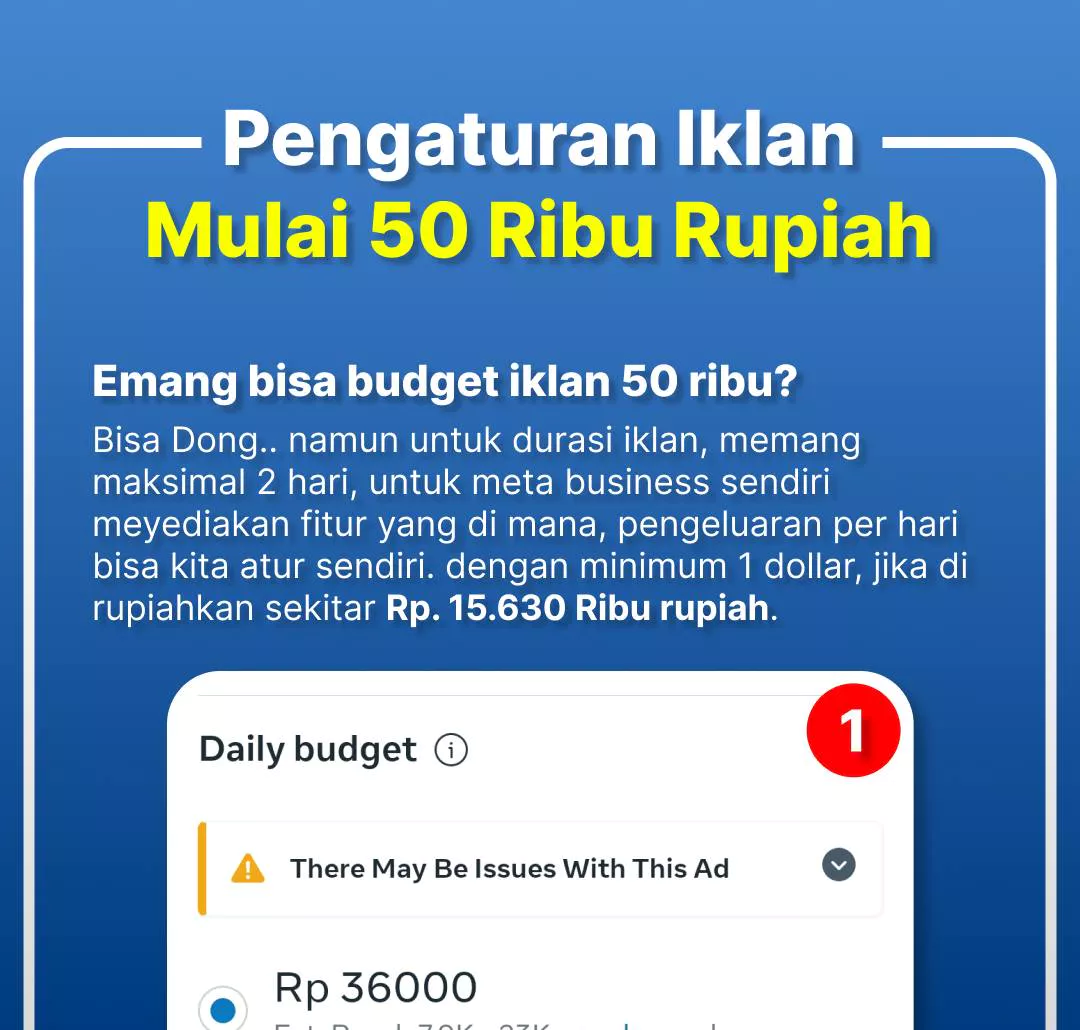 Pengaturan Iklan
Mulai 50 Ribu Rupiah
Emang bisa budget iklan 50 ribu?
Bisa Dong.. namun untuk durasi iklan, memang
maksimal 2 hari, untuk meta business sendiri
meyediakan fitur yang di mana, pengeluaran per hari
bisa kita atur sendiri. dengan minimum 1 dollar, jika di
rupiahkan sekitar Rp. 15.630 Ribu rupiah.
1
Daily budget
There May Be Issues With This Ad
Rp 36000